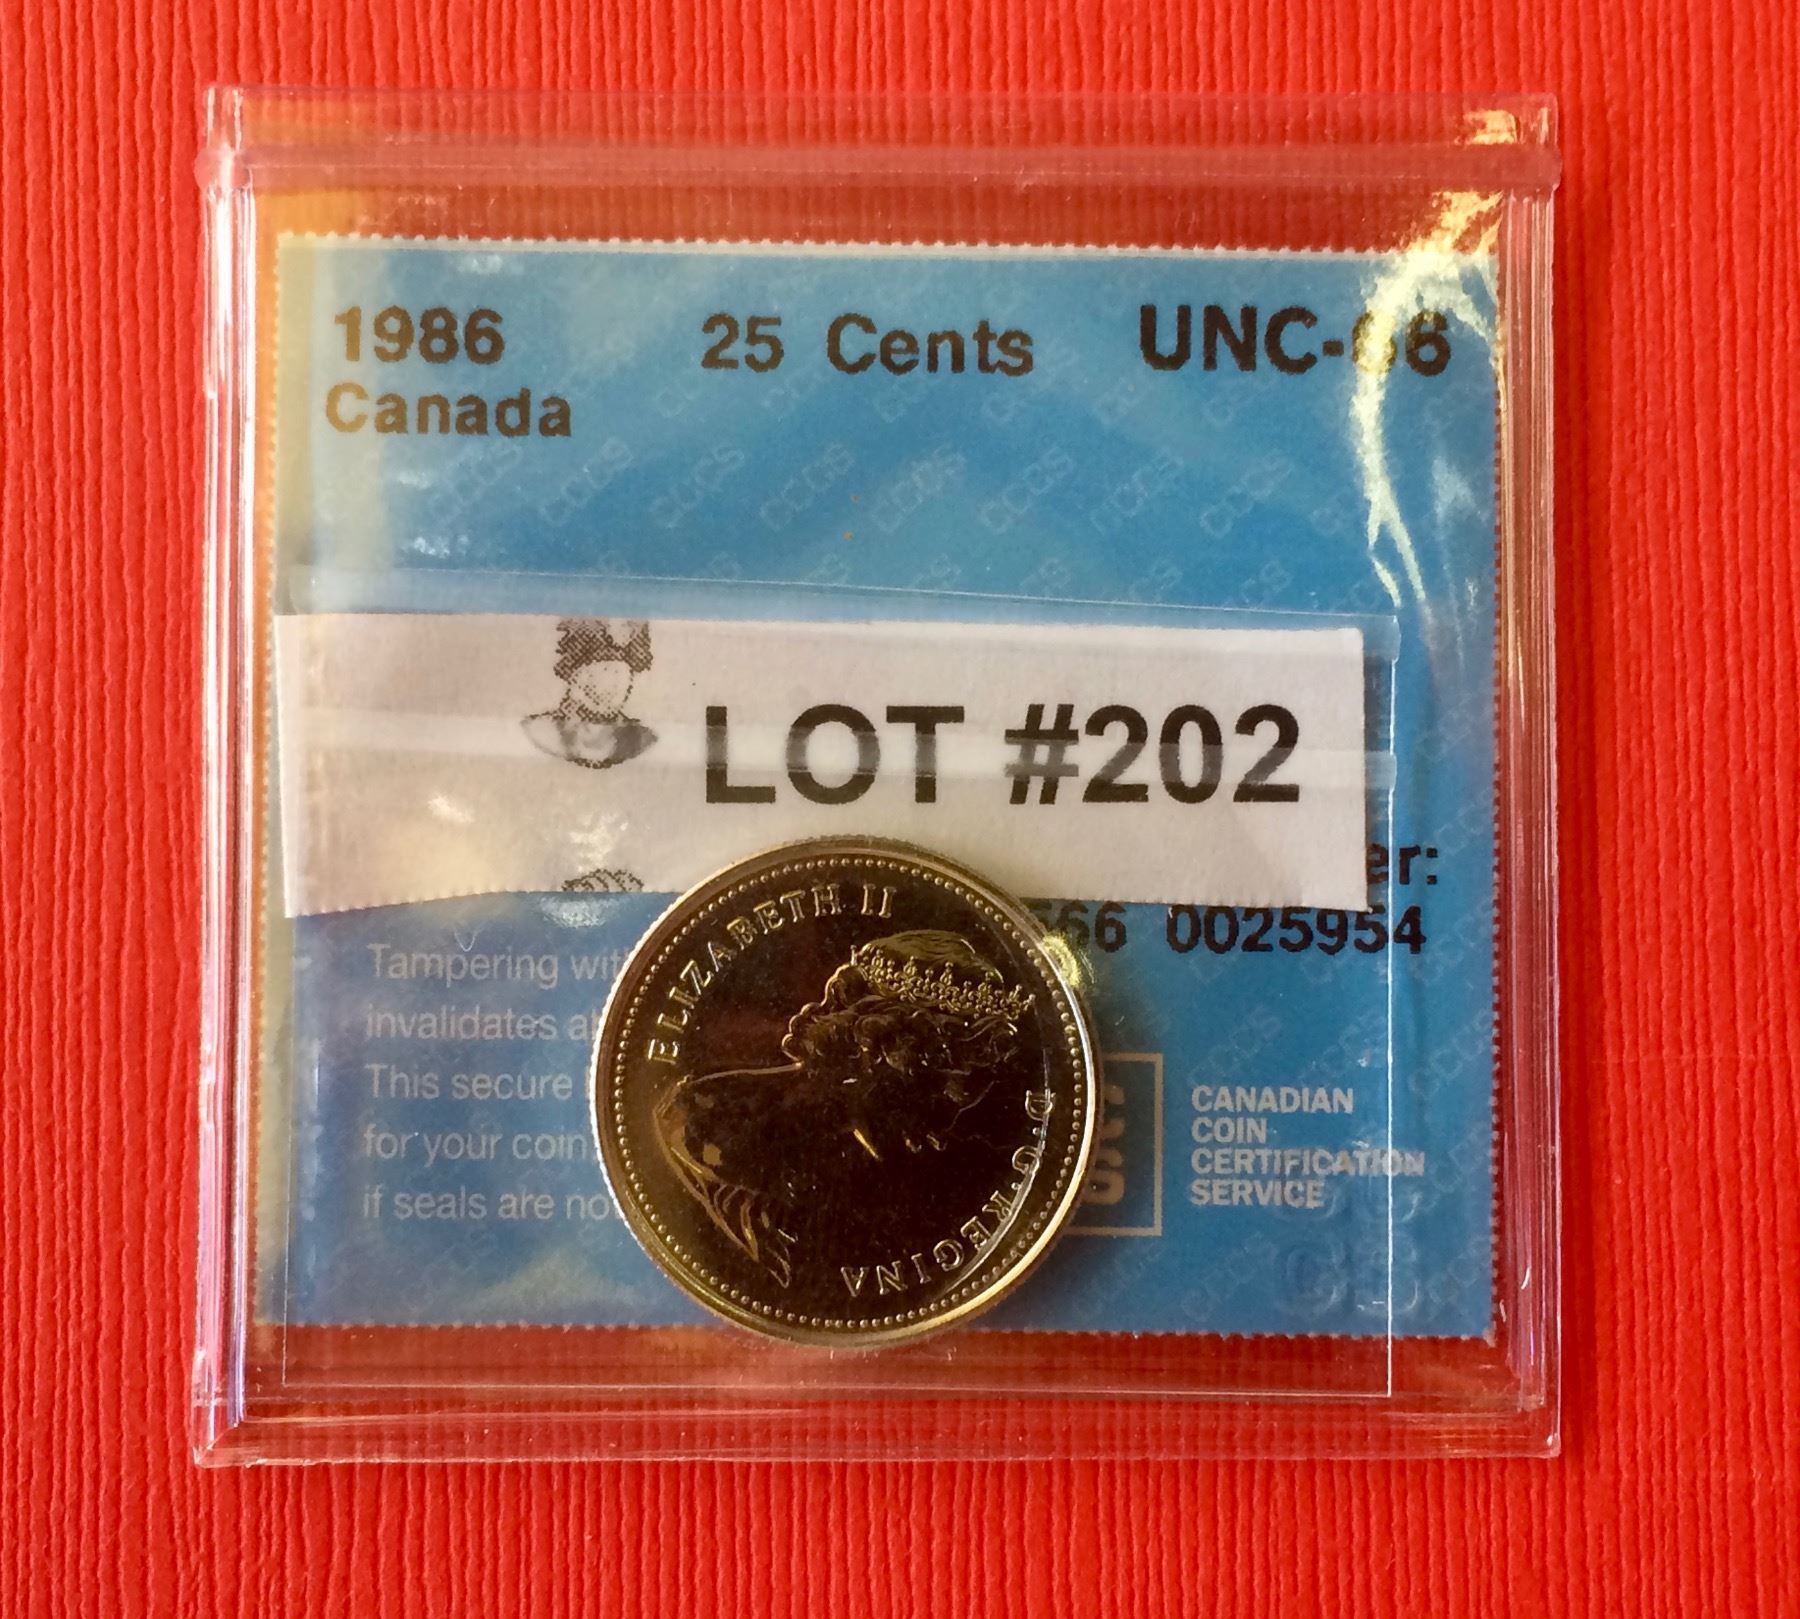 1986 25 Cents UNC-66
Canada
LOT #202
er:
566 0025954
Tampering wit
invalidates a
This secure
for your coin
if seals are no
CANADIAN
COIN
CERTIFICATION
SERVICE
ELIZABETH II D·G·REGINA